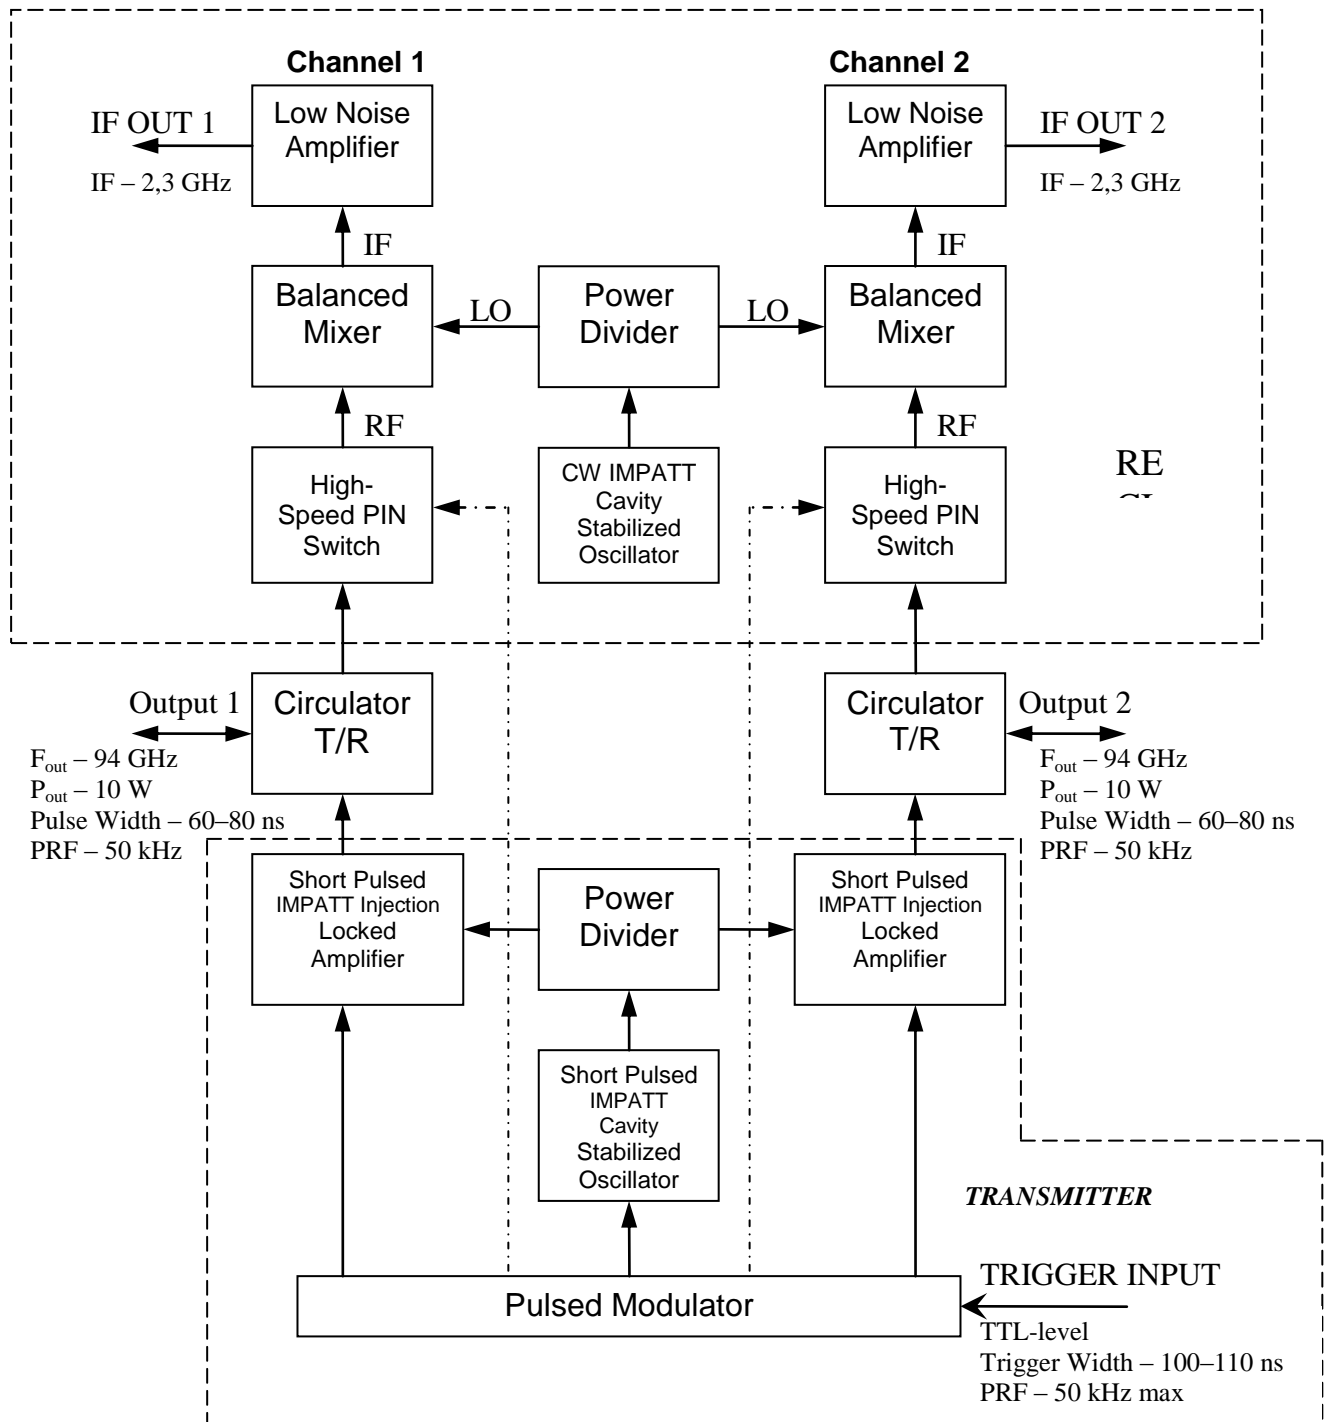 Channel 1
Channel 2
Low Noise
Amplifier
Low Noise
Amplifier
IF OUT 1
IF – 2,3 GHz
IF OUT 2
IF – 2,3 GHz
IF
IF
Balanced
Mixer
LO
Power
Divider
LO
Balanced
Mixer
RF
RF
High-
Speed PIN
Switch
CW IMPATT
Cavity
Stabilized
Oscillator
High-
Speed PIN
Switch
RE
Output 1
Circulator
T/R
Circulator
T/R
Output 2
Fout – 94 GHz
Pout – 10 W
Pulse Width – 60–80 ns
PRF – 50 kHz
Fout – 94 GHz
Pout – 10 W
Pulse Width – 60–80 ns
PRF – 50 kHz
Short Pulsed
IMPATT Injection
Locked
Amplifier
Power
Divider
Short Pulsed
IMPATT Injection
Locked
Amplifier
Short Pulsed
IMPATT
Cavity
Stabilized
Oscillator
TRANSMITTER
Pulsed Modulator
TRIGGER INPUT
TTL-level
Trigger Width – 100–110 ns
PRF – 50 kHz max